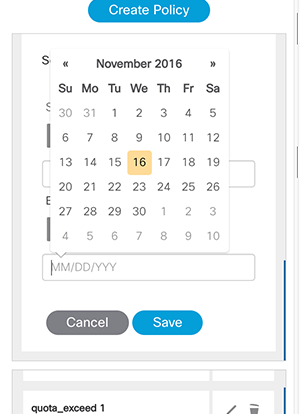 Create Policy
S
« November 2016 »
Su Mo Tu We Th Fr Sa
30 31 1 2 3 4 5
6 7 8 9 10 11 12
13 14 15 16 17 18 19
20 21 22 23 24 25 26
27 28 29 30 1 2 3
4 5 6 7 8 9 10
MM/DD/YYY
Cancel Save
quota_exceed 1